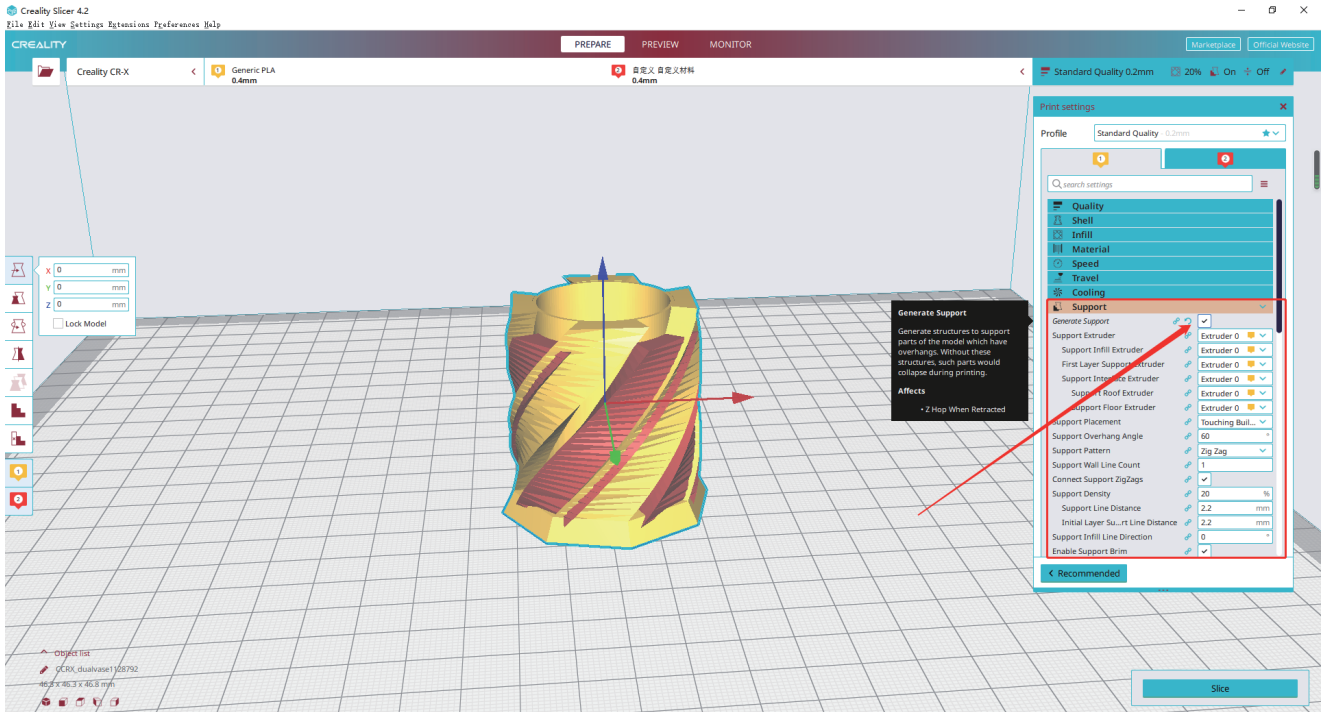 Creality Slicer 4.2
File Edit View Settings Extensions Preferences Help
CREALITY
PREPARE PREVIEW MONITOR
Marketplace Official Website
Creality CR-X
1 Generic PLA
0.4mm
2 自定义 自定义材料
0.4mm
Standard Quality 0.2mm 20% On Off
Print settings
Profile Standard Quality - 0.2mm
1 2
search settings
Quality
Shell
Infill
Material
Speed
Travel
Cooling
Support
Generate Support
Support Extruder Extruder 0
Support Infill Extruder Extruder 0
First Layer Support Extruder Extruder 0
Support Interface Extruder Extruder 0
Support Roof Extruder Extruder 0
Support Floor Extruder Extruder 0
Support Placement Touching Buil...
Support Overhang Angle 60 °
Support Pattern Zig Zag
Support Wall Line Count 1
Connect Support ZigZags
Support Density 20 %
Support Line Distance 2.2 mm
Initial Layer Su...rt Line Distance 2.2 mm
Support Infill Line Direction 0 °
Enable Support Brim
Recommended
Generate Support
Generate structures to support
parts of the model which have
overhangs. Without these
structures, such parts would
collapse during printing.
Affects
• Z Hop When Retracted
X 0 mm
Y 0 mm
Z 0 mm
Lock Model
1
2
Object list
CCRX_dualvase1128792
46.3 x 46.3 x 46.8 mm
Slice